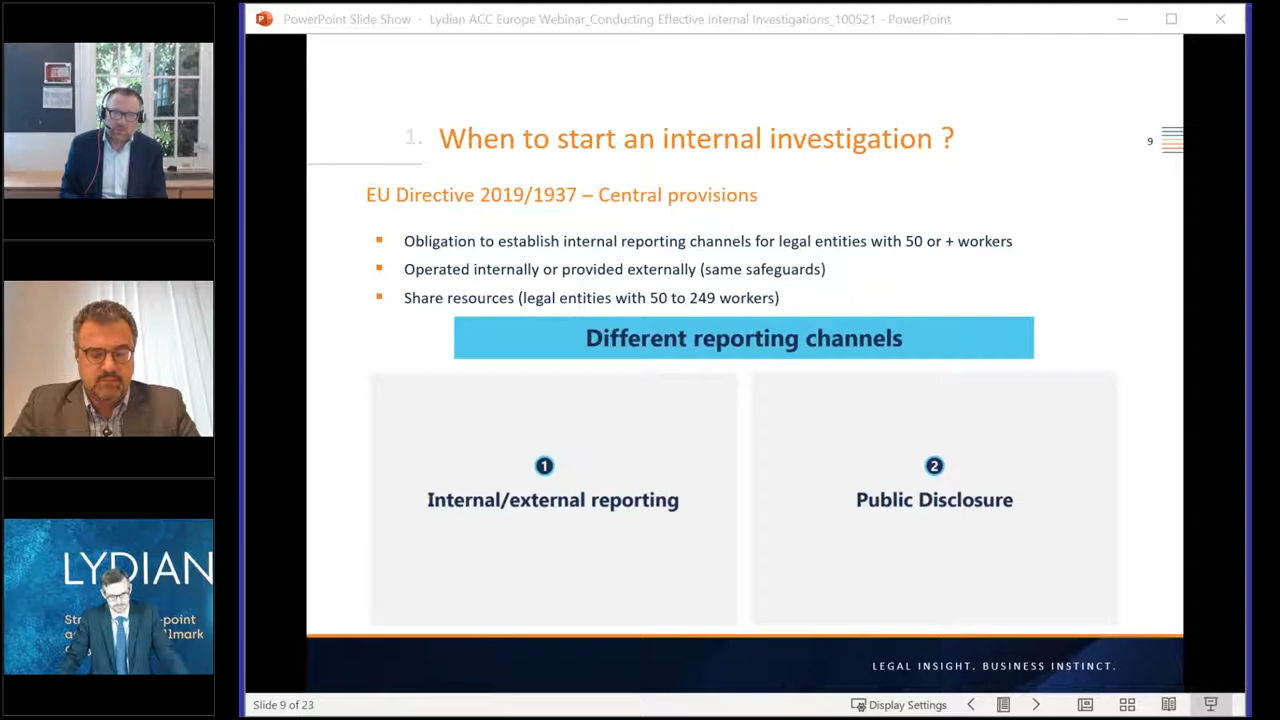 PowerPoint Slide Show - Lydian ACC Europe Webinar_Conducting Effective Internal Investigations_100521 - PowerPoint
1. When to start an internal investigation ?
9
EU Directive 2019/1937 – Central provisions
Obligation to establish internal reporting channels for legal entities with 50 or + workers
Operated internally or provided externally (same safeguards)
Share resources (legal entities with 50 to 249 workers)
Different reporting channels
1
Internal/external reporting
2
Public Disclosure
LEGAL INSIGHT. BUSINESS INSTINCT.
Slide 9 of 23
Display Settings
LYDIAN